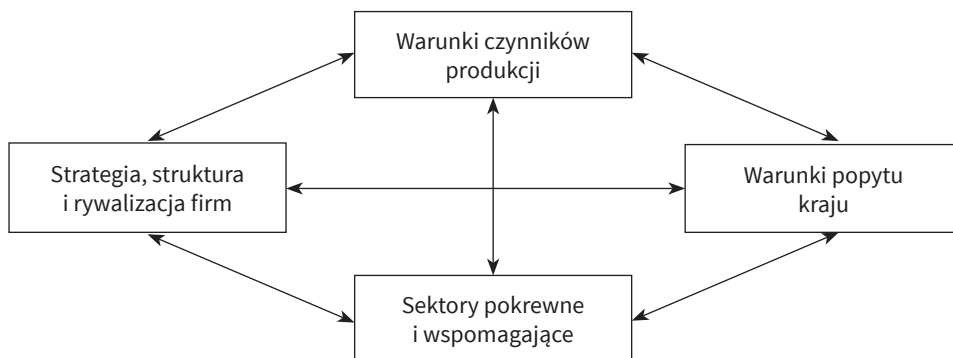 Warunki czynników
produkcji
Strategia, struktura
i rywalizacja firm
Warunki popytu
kraju
Sektory pokrewne
i wspomagające